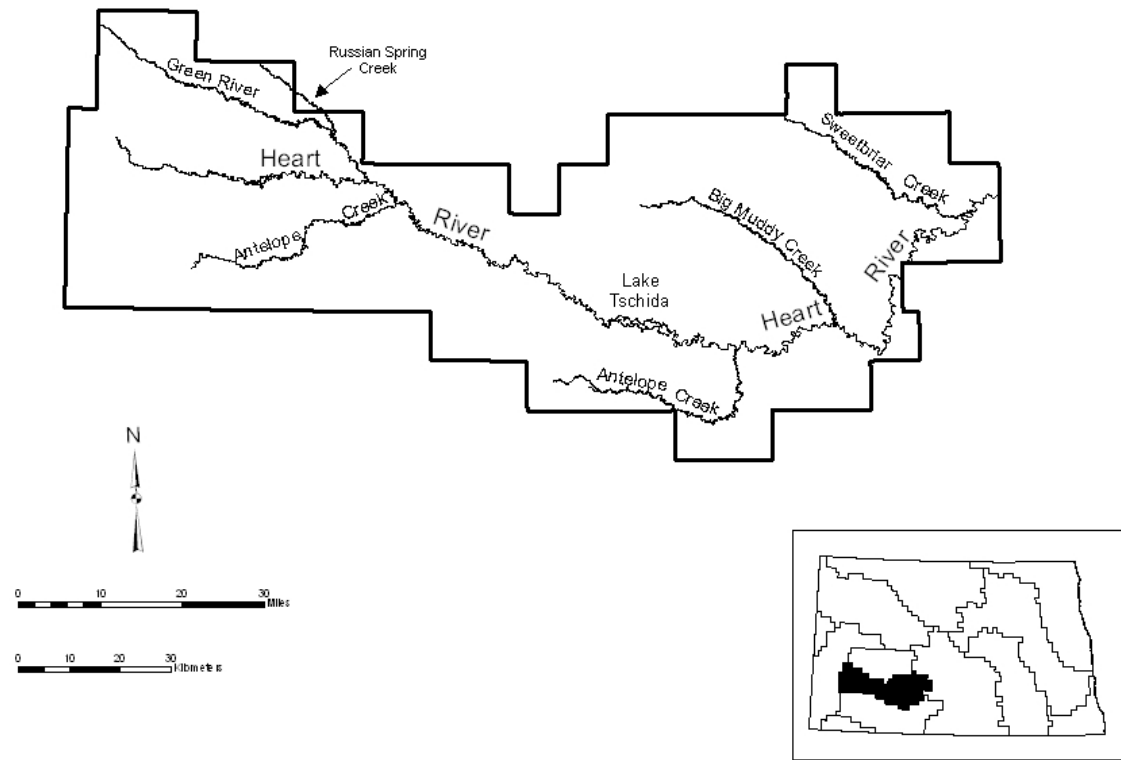 Russian Spring
Creek
Green River
Sweetbriar Creek
Heart
River
Antelope Creek
Big Muddy Creek
River
Lake
Tschida
Heart
Antelope Creek
N
0 10 20 30
Miles
0 10 20 30
Kilometers